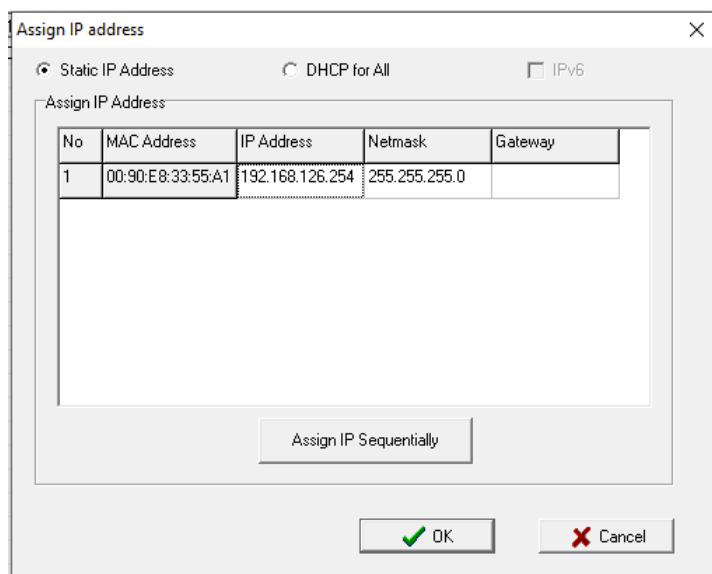 Assign IP address
Static IP Address DHCP for All IPv6
Assign IP Address
No MAC Address IP Address Netmask Gateway
1 00:90:E8:33:55:A1 192.168.126.254 255.255.255.0
Assign IP Sequentially
OK Cancel